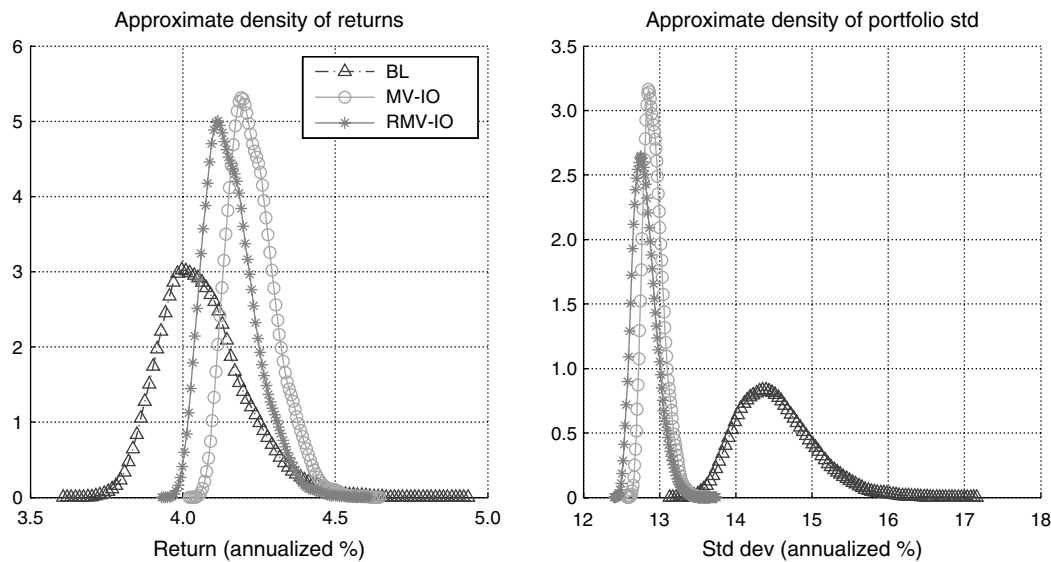 Approximate density of returns
6
5
4
3
2
1
0
3.5 4.0 4.5 5.0
Return (annualized %)
BL
MV-IO
RMV-IO
Approximate density of portfolio std
3.5
3.0
2.5
2.0
1.5
1.0
0.5
0
12 13 14 15 16 17 18
Std dev (annualized %)